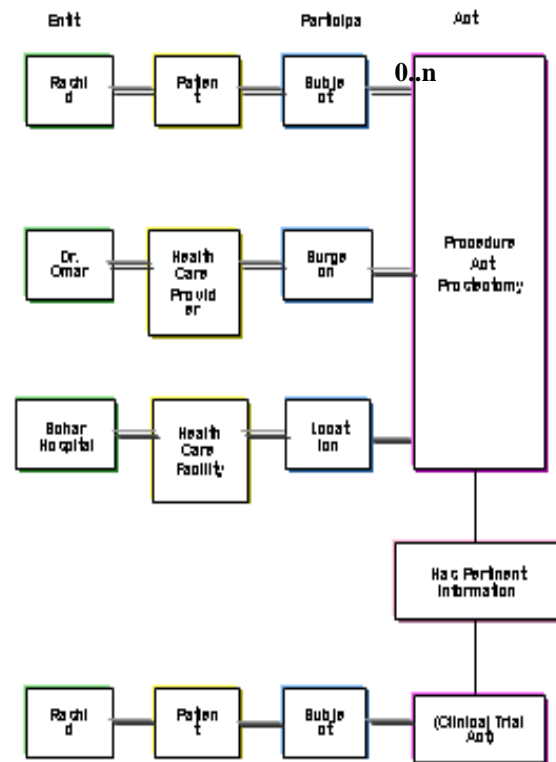 Entit
Participa
Act
Rachi
d
Patien
t
Subje
ct
0..n
Dr.
Omar
Health
Care
Provid
er
Surge
on
Procedure
Act
Proctectomy
Sohar
Hospital
Health
Care
Facility
Locat
ion
Has Pertinent
Information
Rachi
d
Patien
t
Subje
ct
(Clinical Trial
Act)